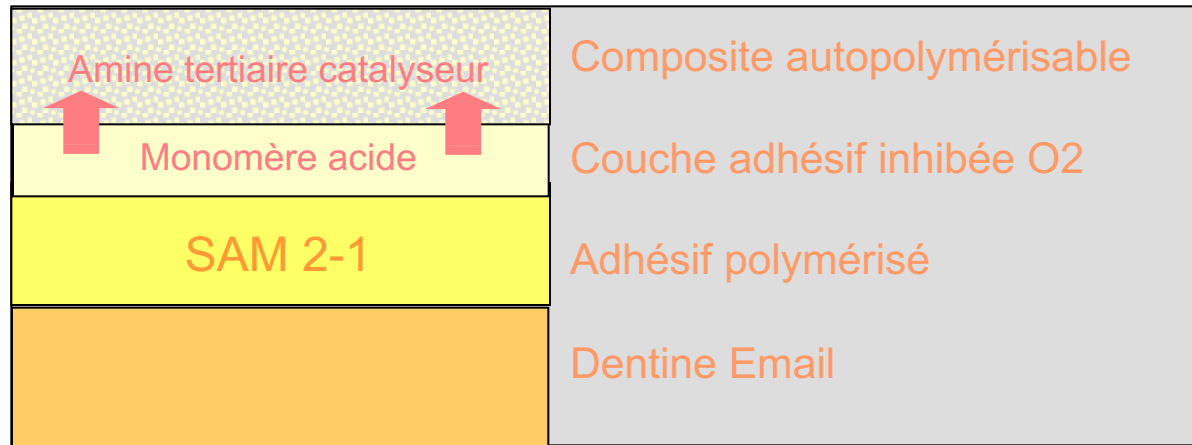 Amine tertiaire catalyseur
Composite autopolymérisable
Monomère acide
Couche adhésif inhibée O2
SAM 2-1
Adhésif polymérisé
Dentine Email